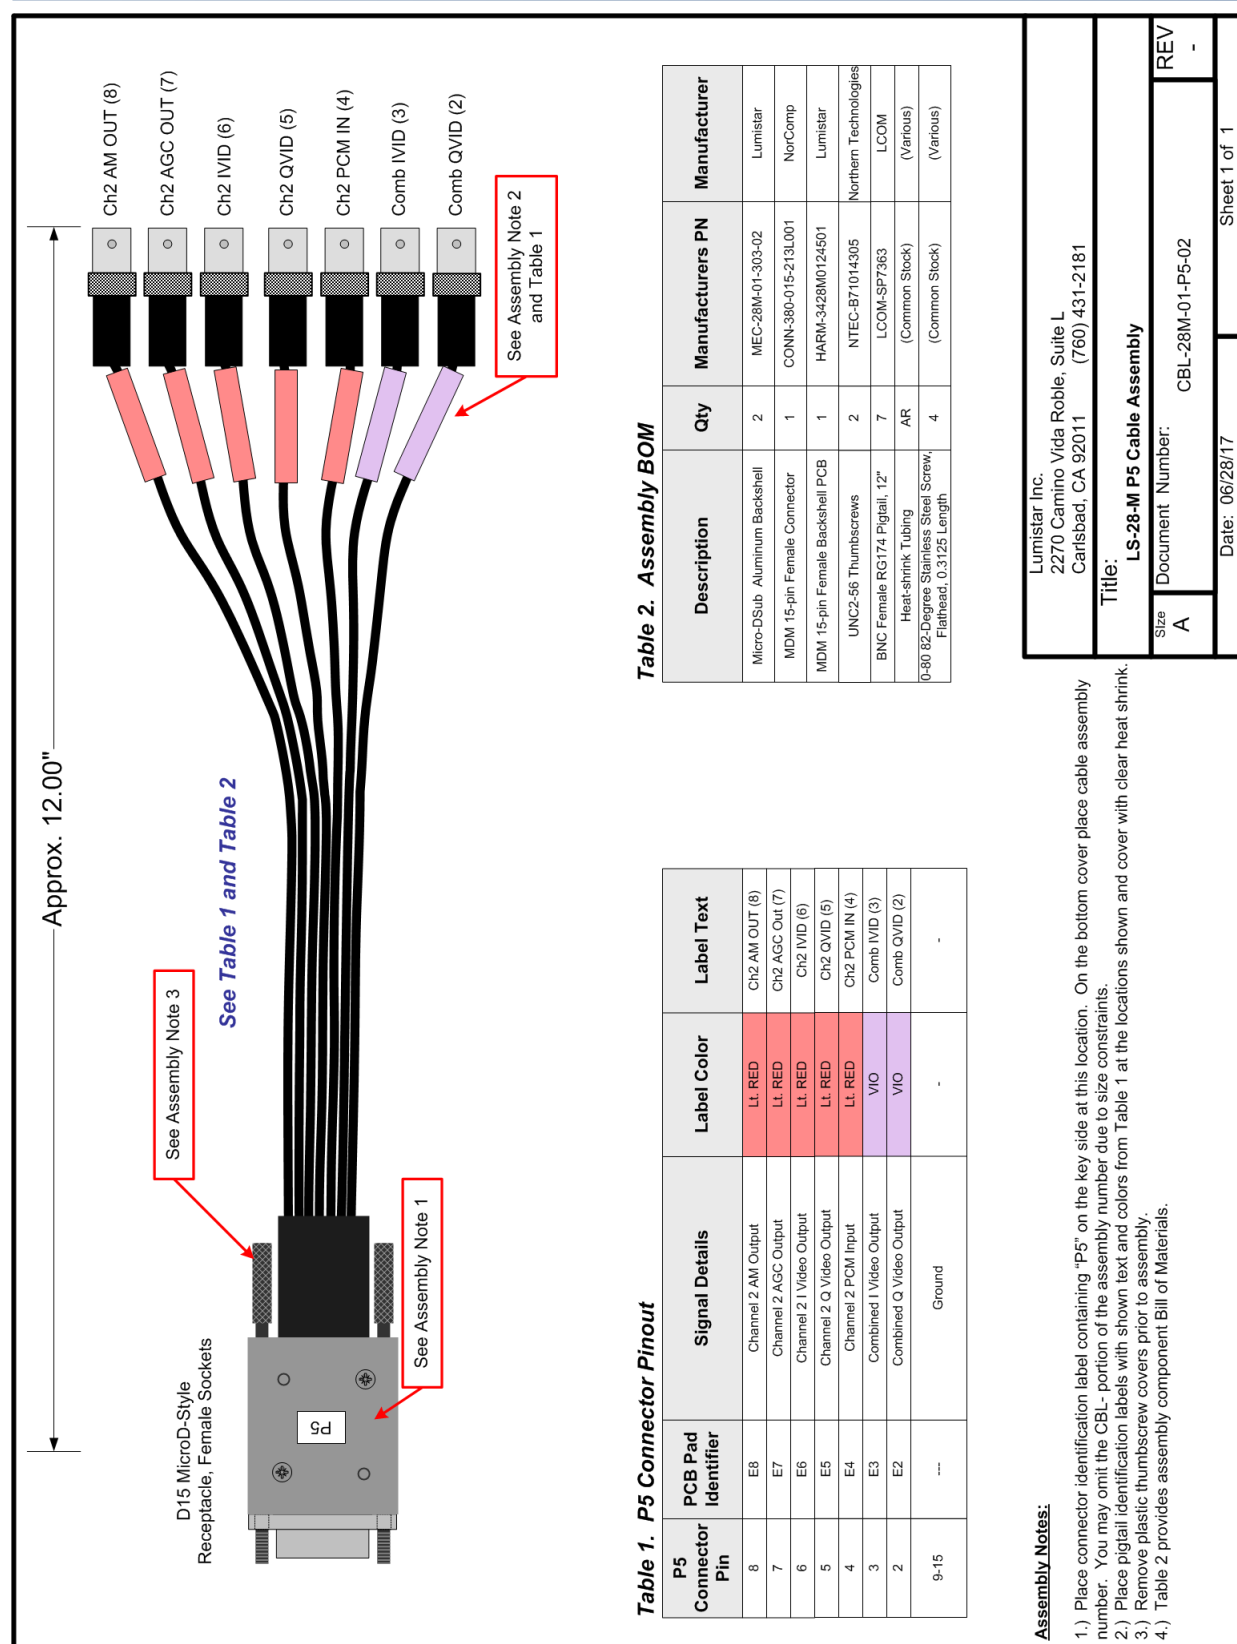 Approx. 12.00"
D15 MicroD-Style
Receptacle, Female Sockets
P5
See Assembly Note 3
See Assembly Note 1
See Table 1 and Table 2
Ch2 AM OUT (8)
Ch2 AGC OUT (7)
Ch2 IVID (6)
Ch2 QVID (5)
Ch2 PCM IN (4)
Comb IVID (3)
Comb QVID (2)
See Assembly Note 2
and Table 1
Table 1.  P5 Connector Pinout
P5 Connector Pin | PCB Pad Identifier | Signal Details | Label Color | Label Text
8 | E8 | Channel 2 AM Output | Lt. RED | Ch2 AM OUT (8)
7 | E7 | Channel 2 AGC Output | Lt. RED | Ch2 AGC Out (7)
6 | E6 | Channel 2 I Video Output | Lt. RED | Ch2 IVID (6)
5 | E5 | Channel 2 Q Video Output | Lt. RED | Ch2 QVID (5)
4 | E4 | Channel 2 PCM Input | Lt. RED | Ch2 PCM IN (4)
3 | E3 | Combined I Video Output | VIO | Comb IVID (3)
2 | E2 | Combined Q Video Output | VIO | Comb QVID (2)
9-15 | --- | Ground | - | -
Table 2.  Assembly BOM
Description | Qty | Manufacturers PN | Manufacturer
Micro-DSub  Aluminum Backshell | 2 | MEC-28M-01-303-02 | Lumistar
MDM 15-pin Female Connector | 1 | CONN-380-015-213L001 | NorComp
MDM 15-pin Female Backshell PCB | 1 | HARM-3428M0124501 | Lumistar
UNC2-56 Thumbscrews | 2 | NTEC-B71014305 | Northern Technologies
BNC Female RG174 Pigtail, 12" | 7 | LCOM-SP7363 | LCOM
Heat-shrink Tubing | AR | (Common Stock) | (Various)
0-80 82-Degree Stainless Steel Screw, Flathead, 0.3125 Length | 4 | (Common Stock) | (Various)
Assembly Notes:
1.)  Place connector identification label containing "P5" on the key side at this location.  On the bottom cover place cable assembly
number.  You may omit the CBL- portion of the assembly number due to size constraints.
2.)  Place pigtail identification labels with shown text and colors from Table 1 at the locations shown and cover with clear heat shrink.
3.)  Remove plastic thumbscrew covers prior to assembly.
4.)  Table 2 provides assembly component Bill of Materials.
Lumistar Inc.
2270 Camino Vida Roble, Suite L
Carlsbad, CA 92011     (760) 431-2181
Title:
LS-28-M P5 Cable Assembly
Size
A
Document  Number:
CBL-28M-01-P5-02
REV
-
Date:  06/28/17
Sheet 1 of  1